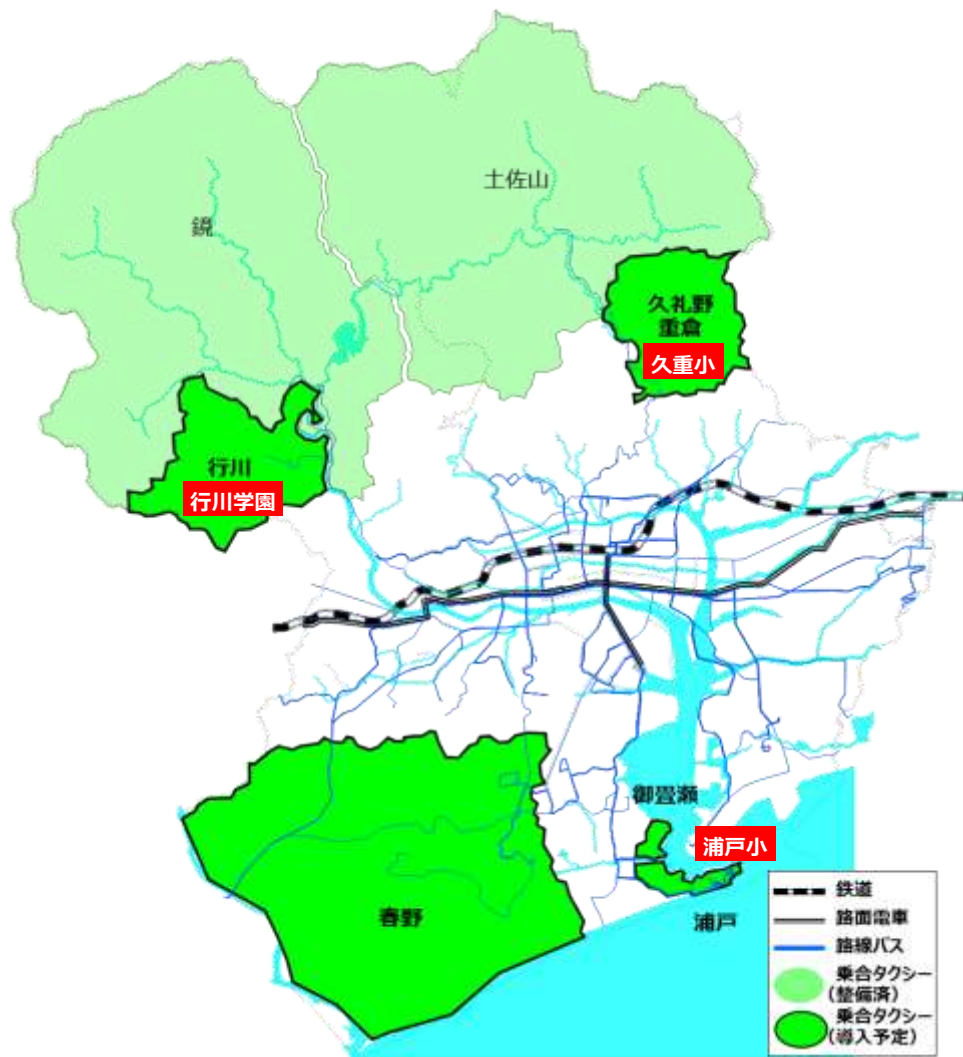 土佐山
鏡
久礼野
重倉
久重小
行川
行川学園
御畳瀬
浦戸小
春野
浦戸
鉄道
路面電車
路線バス
乗合タクシー
(整備済)
乗合タクシー
(導入予定)